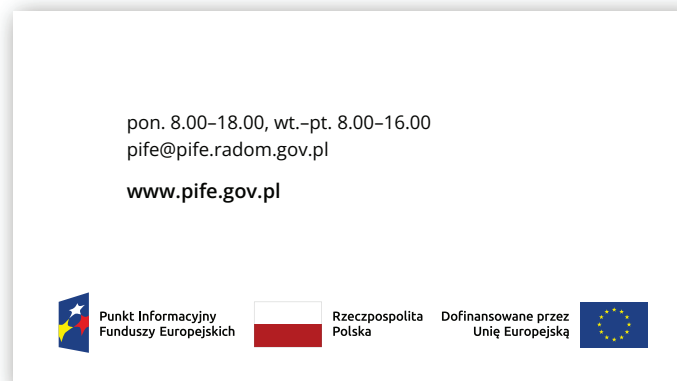 pon. 8.00–18.00, wt.–pt. 8.00–16.00
pife@pife.radom.gov.pl
www.pife.gov.pl
Punkt Informacyjny
Funduszy Europejskich
Rzeczpospolita
Polska
Dofinansowane przez
Unię Europejską